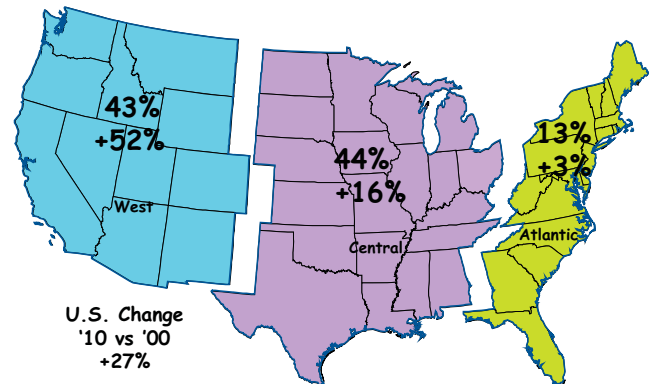 43%
+52%
West
44%
+16%
Central
13%
+3%
Atlantic
U.S. Change
'10 vs '00
+27%